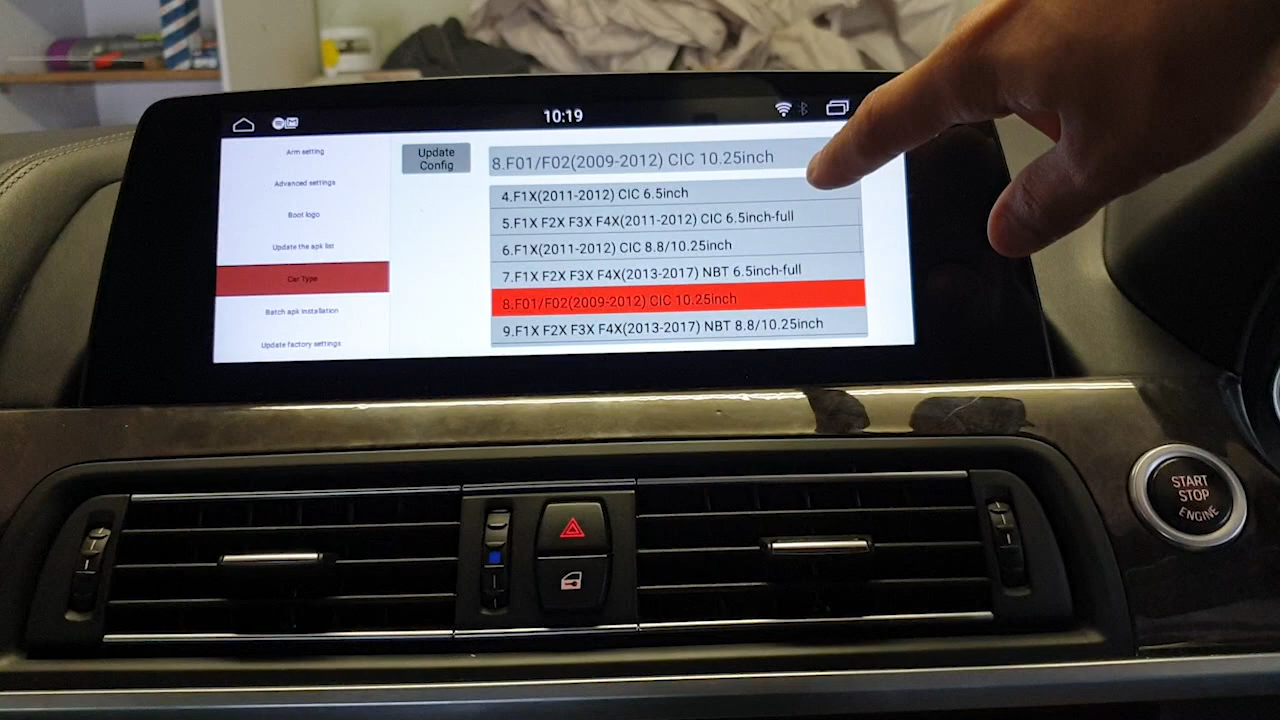 10:19
Arm setting
Advanced settings
Boot logo
Update the apk list
Car Type
Batch apk installation
Update factory settings
Update
Config
8.F01/F02(2009-2012) CIC 10.25inch
4.F1X(2011-2012) CIC 6.5inch
5.F1X F2X F3X F4X(2011-2012) CIC 6.5inch-full
6.F1X(2011-2012) CIC 8.8/10.25inch
7.F1X F2X F3X F4X(2013-2017) NBT 6.5inch-full
8.F01/F02(2009-2012) CIC 10.25inch
9.F1X F2X F3X F4X(2013-2017) NBT 8.8/10.25inch
START
STOP
ENGINE